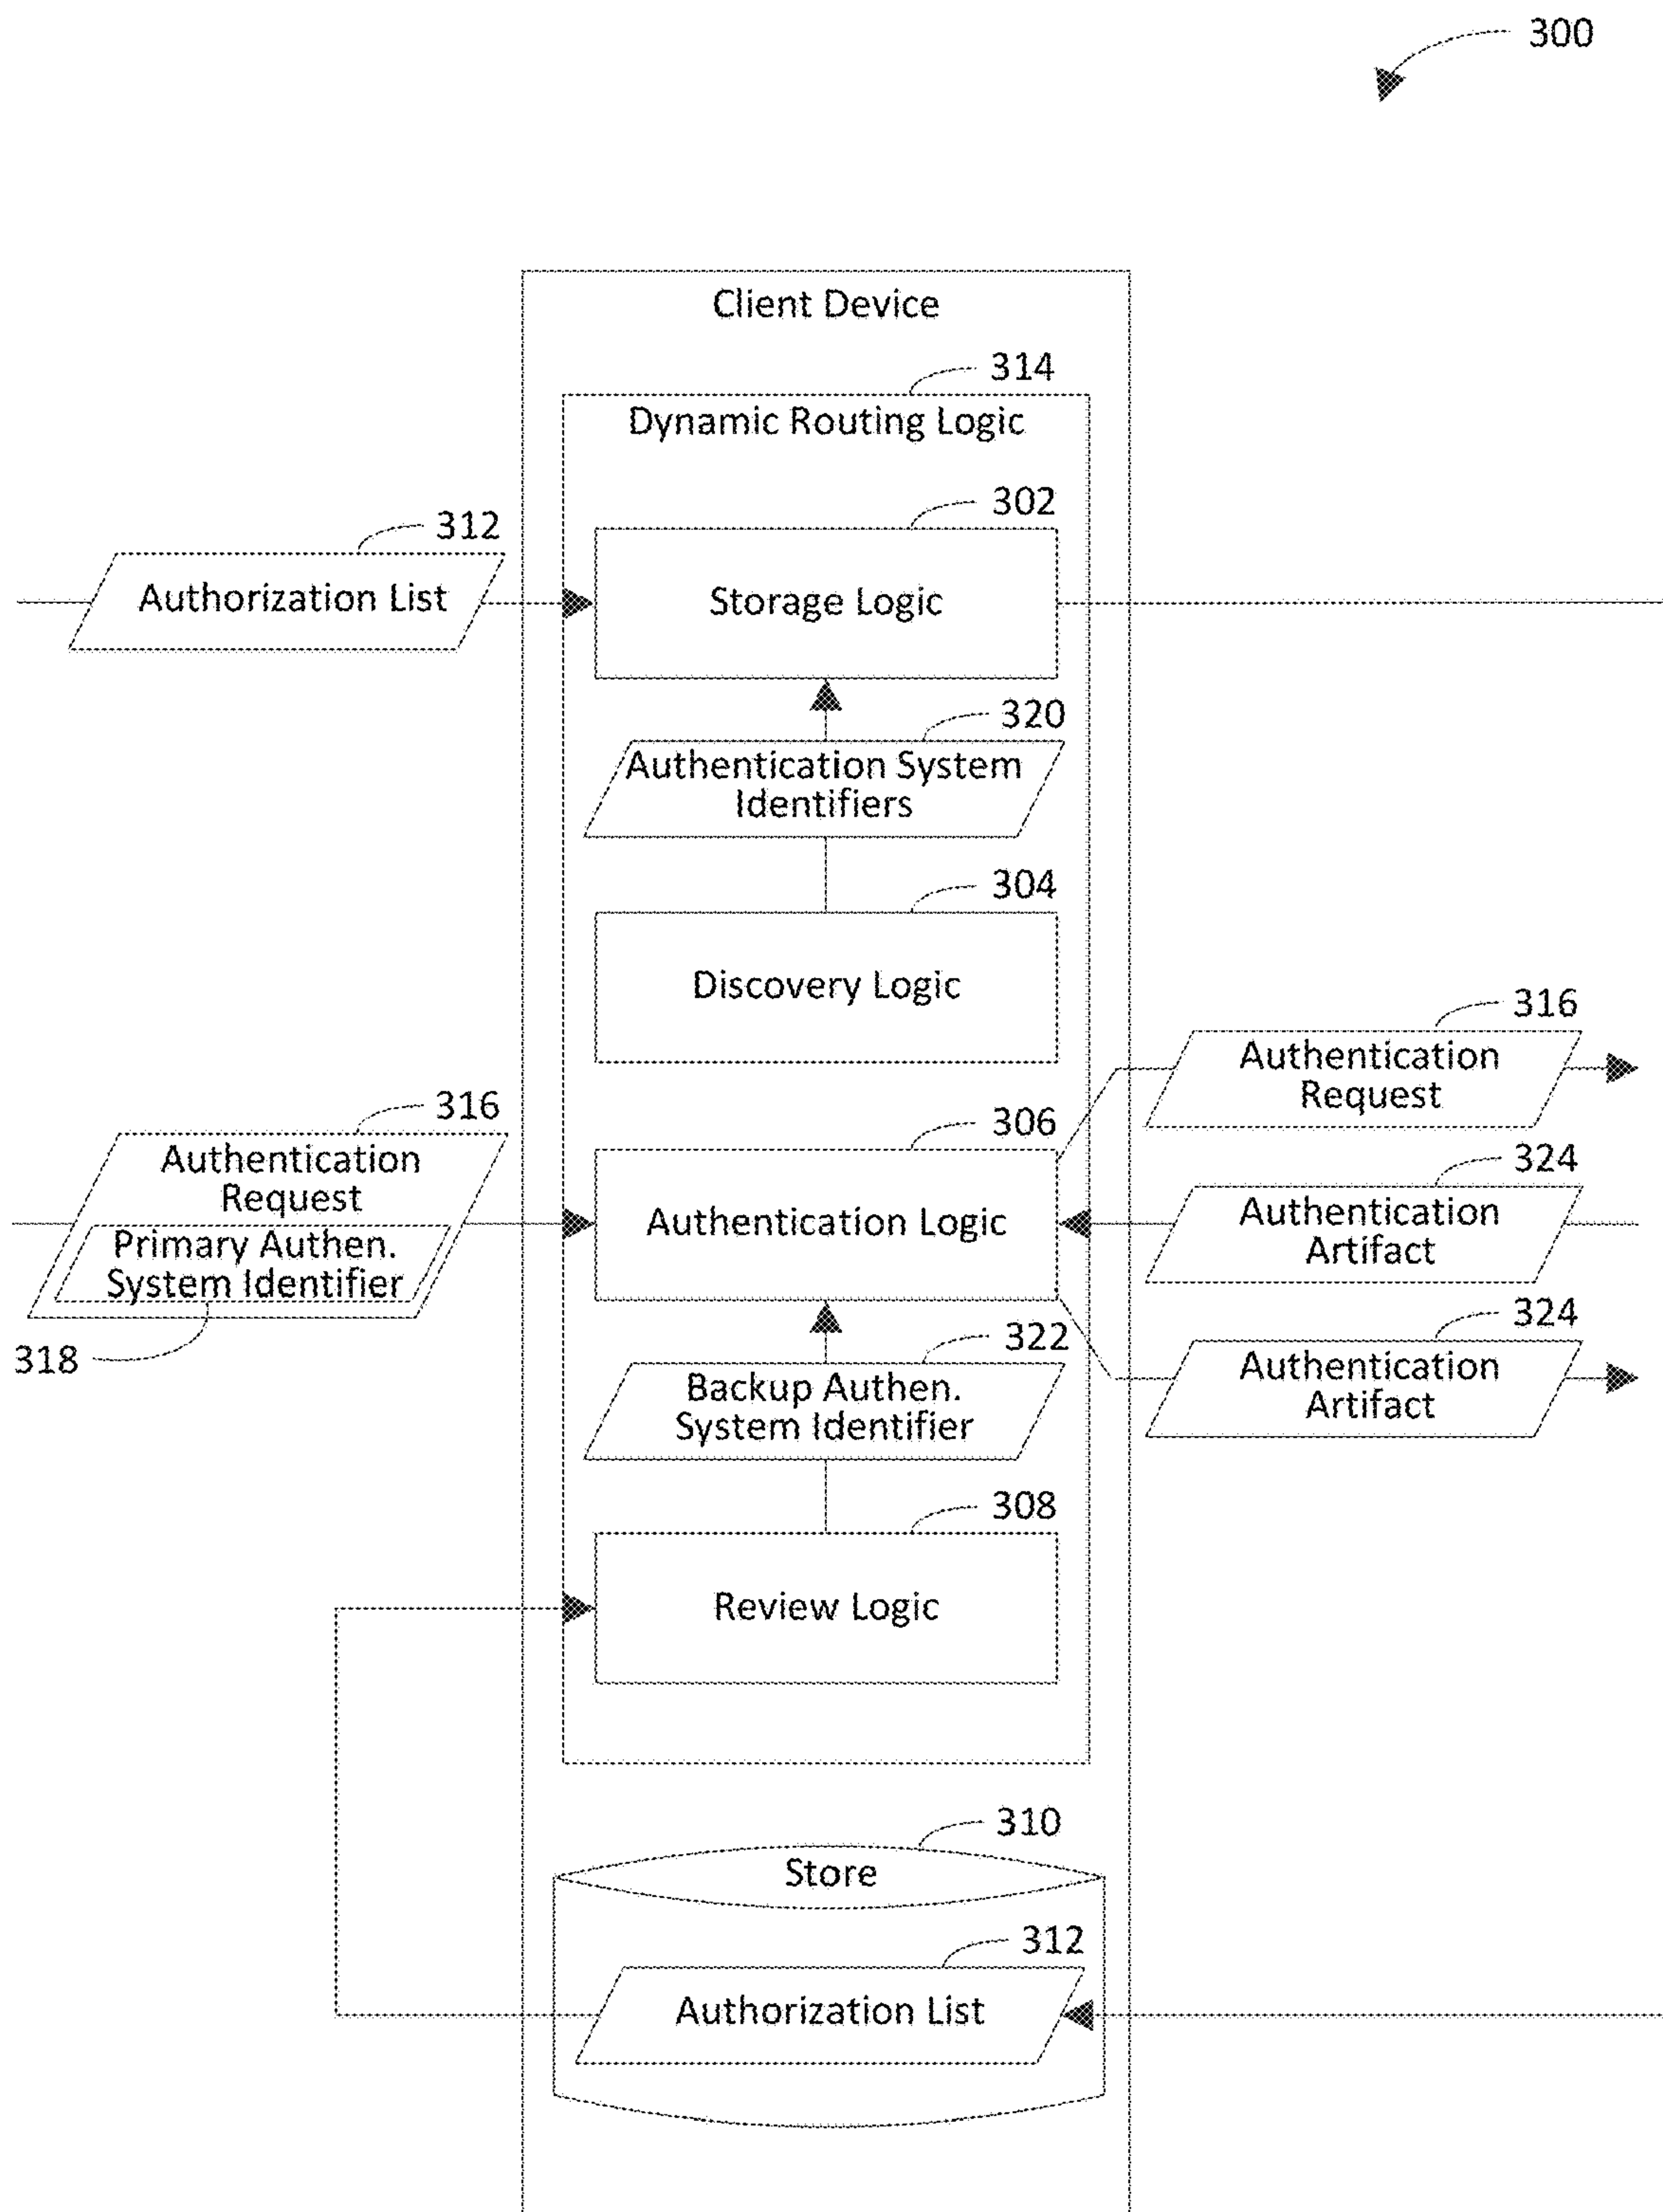 300
Client Device
314
Dynamic Routing Logic
302
312
Authorization List
Storage Logic
320
Authentication System
Identifiers
304
Discovery Logic
316
Authentication
Request
316
Authentication
Request
Primary Authen.
System Identifier
318
306
Authentication Logic
324
Authentication
Artifact
324
Authentication
Artifact
322
Backup Authen.
System Identifier
308
Review Logic
310
Store
312
Authorization List